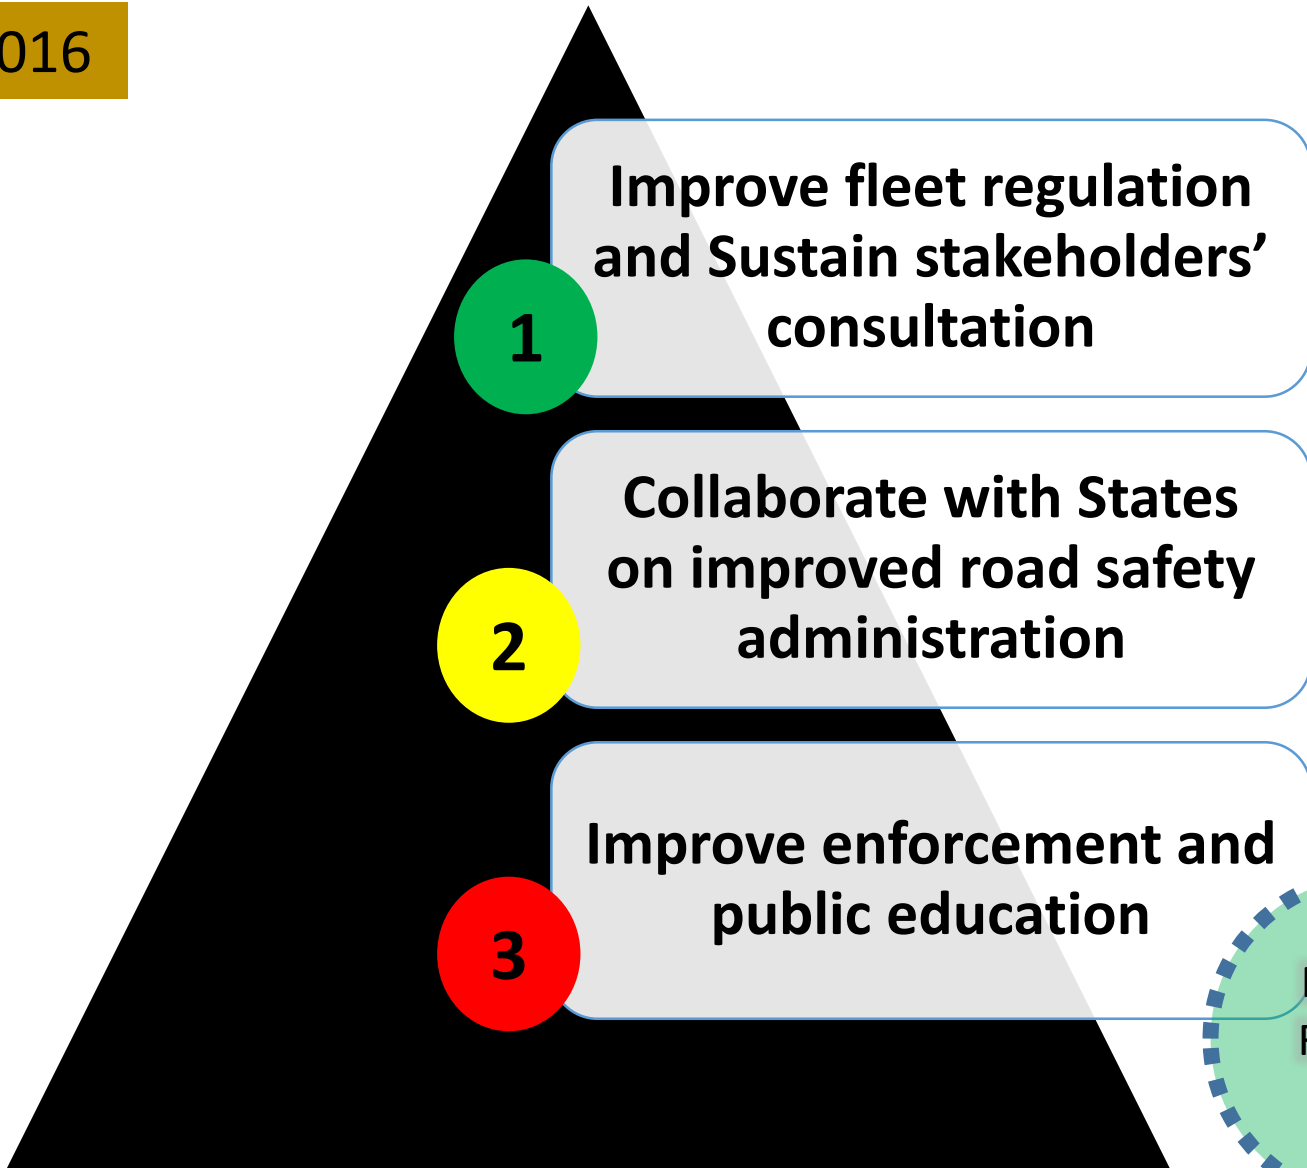 016
Improve fleet regulation
and Sustain stakeholders’
consultation
1
Collaborate with States
on improved road safety
administration
2
Improve enforcement and
public education
3